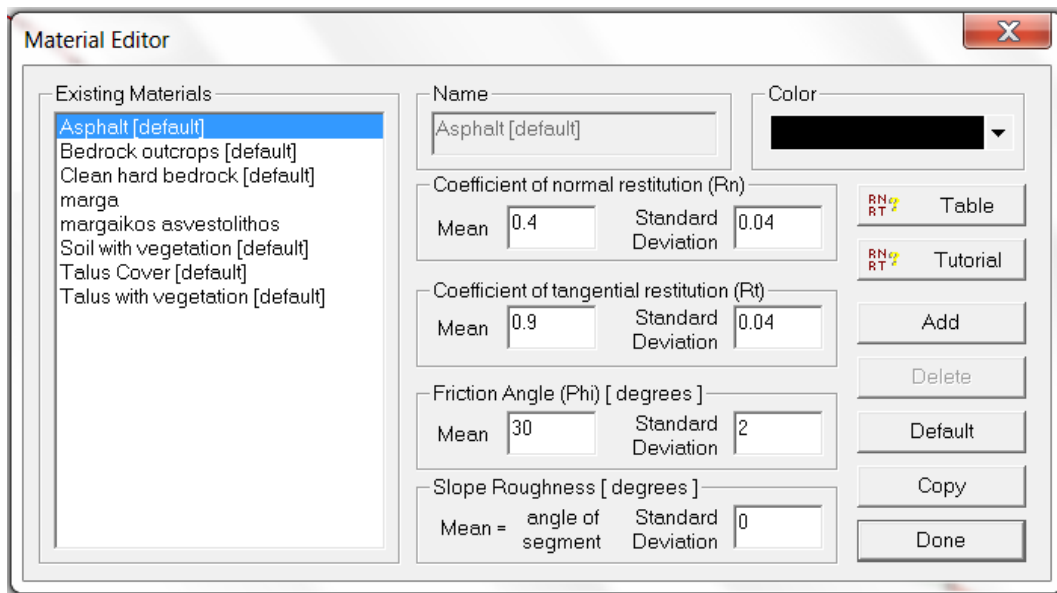 Material Editor
X
Existing Materials
Asphalt [default]
Bedrock outcrops [default]
Clean hard bedrock [default]
marga
margaikos asvestolithos
Soil with vegetation [default]
Talus Cover [default]
Talus with vegetation [default]
Name
Asphalt [default]
Color
Coefficient of normal restitution (Rn)
Mean 0.4 Standard Deviation 0.04
Coefficient of tangential restitution (Rt)
Mean 0.9 Standard Deviation 0.04
Friction Angle (Phi) [ degrees ]
Mean 30 Standard Deviation 2
Slope Roughness [ degrees ]
Mean = angle of segment Standard Deviation 0
RN? RT Table
RN? RT Tutorial
Add
Delete
Default
Copy
Done